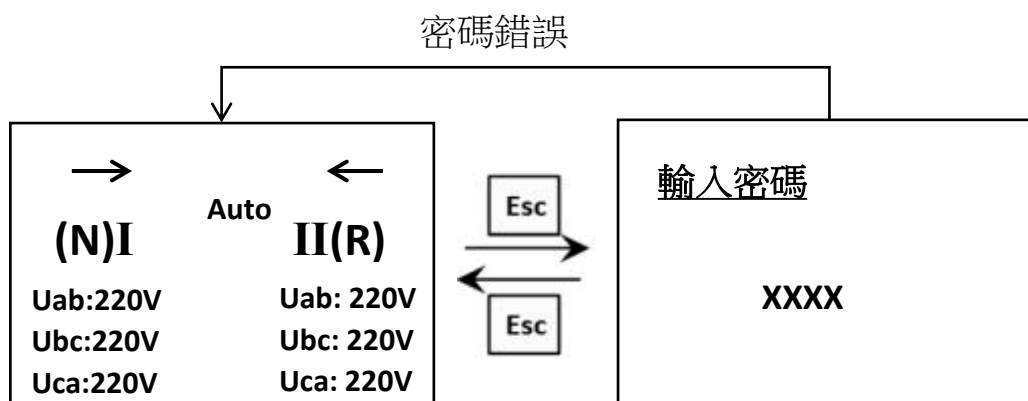 密碼錯誤
Auto
(N)I
II(R)
Uab:220V
Ubc:220V
Uca:220V
Uab: 220V
Ubc: 220V
Uca: 220V
Esc
Esc
輸入密碼
XXXX